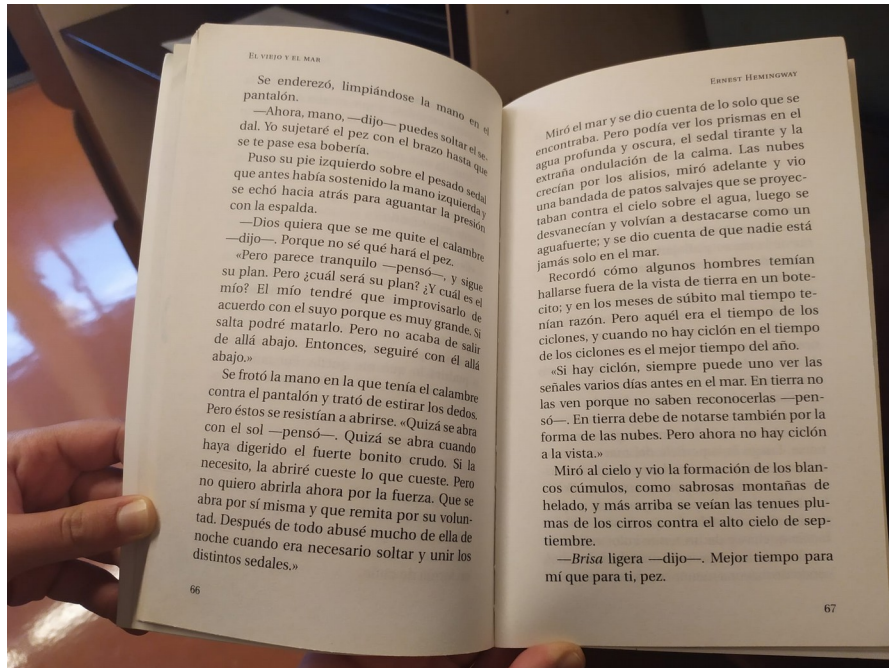 EL VIEJO Y EL MAR
Se enderezó, limpiándose la mano en el
pantalón.
—Ahora, mano, —dijo— puedes soltar el se-
dal. Yo sujetaré el pez con el brazo hasta que
se te pase esa bobería.
Puso su pie izquierdo sobre el pesado sedal
que antes había sostenido la mano izquierda y
se echó hacia atrás para aguantar la presión
con la espalda.
—Dios quiera que se me quite el calambre
—dijo—. Porque no sé qué hará el pez.
«Pero parece tranquilo —pensó—, y sigue
su plan. Pero ¿cuál será su plan? ¿Y cuál es el
mío? El mío tendré que improvisarlo de
acuerdo con el suyo porque es muy grande. Si
salta podré matarlo. Pero no acaba de salir
de allá abajo. Entonces, seguiré con él allá
abajo.»
Se frotó la mano en la que tenía el calambre
contra el pantalón y trató de estirar los dedos.
Pero éstos se resistían a abrirse. «Quizá se abra
con el sol —pensó—. Quizá se abra cuando
haya digerido el fuerte bonito crudo. Si la
necesito, la abriré cueste lo que cueste. Pero
no quiero abrirla ahora por la fuerza. Que se
abra por sí misma y que remita por su volun-
tad. Después de todo abusé mucho de ella de
noche cuando era necesario soltar y unir los
distintos sedales.»
66
ERNEST HEMINGWAY
Miró el mar y se dio cuenta de lo solo que se
encontraba. Pero podía ver los prismas en el
agua profunda y oscura, el sedal tirante y la
extraña ondulación de la calma. Las nubes
crecían por los alisios, miró adelante y vio
una bandada de patos salvajes que se proyec-
taban contra el cielo sobre el agua, luego se
desvanecían y volvían a destacarse como un
aguafuerte; y se dio cuenta de que nadie está
jamás solo en el mar.
Recordó cómo algunos hombres temían
hallarse fuera de la vista de tierra en un bote-
cito; y en los meses de súbito mal tiempo te-
nían razón. Pero aquél era el tiempo de los
ciclones, y cuando no hay ciclón en el tiempo
de los ciclones es el mejor tiempo del año.
«Si hay ciclón, siempre puede uno ver las
señales varios días antes en el mar. En tierra no
las ven porque no saben reconocerlas —pen-
só—. En tierra debe de notarse también por la
forma de las nubes. Pero ahora no hay ciclón
a la vista.»
Miró al cielo y vio la formación de los blan-
cos cúmulos, como sabrosas montañas de
helado, y más arriba se veían las tenues plu-
mas de los cirros contra el alto cielo de sep-
tiembre.
—Brisa ligera —dijo—. Mejor tiempo para
mí que para ti, pez.
67